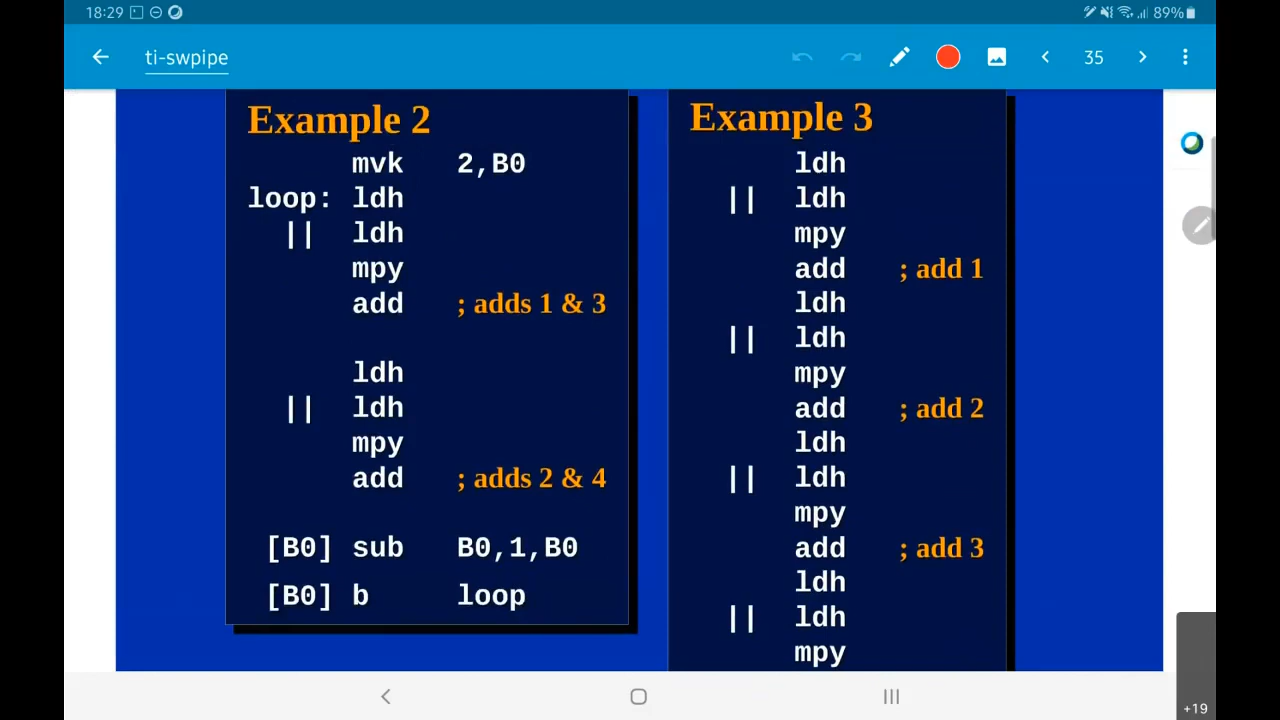 18:29
89%
ti-swpipe
35
Example 2
mvk 2,B0
loop: ldh
|| ldh
mpy
add ; adds 1 & 3
ldh
|| ldh
mpy
add ; adds 2 & 4
[B0] sub B0,1,B0
[B0] b loop
Example 3
ldh
|| ldh
mpy
add ; add 1
ldh
|| ldh
mpy
add ; add 2
ldh
|| ldh
mpy
add ; add 3
ldh
|| ldh
mpy
+19